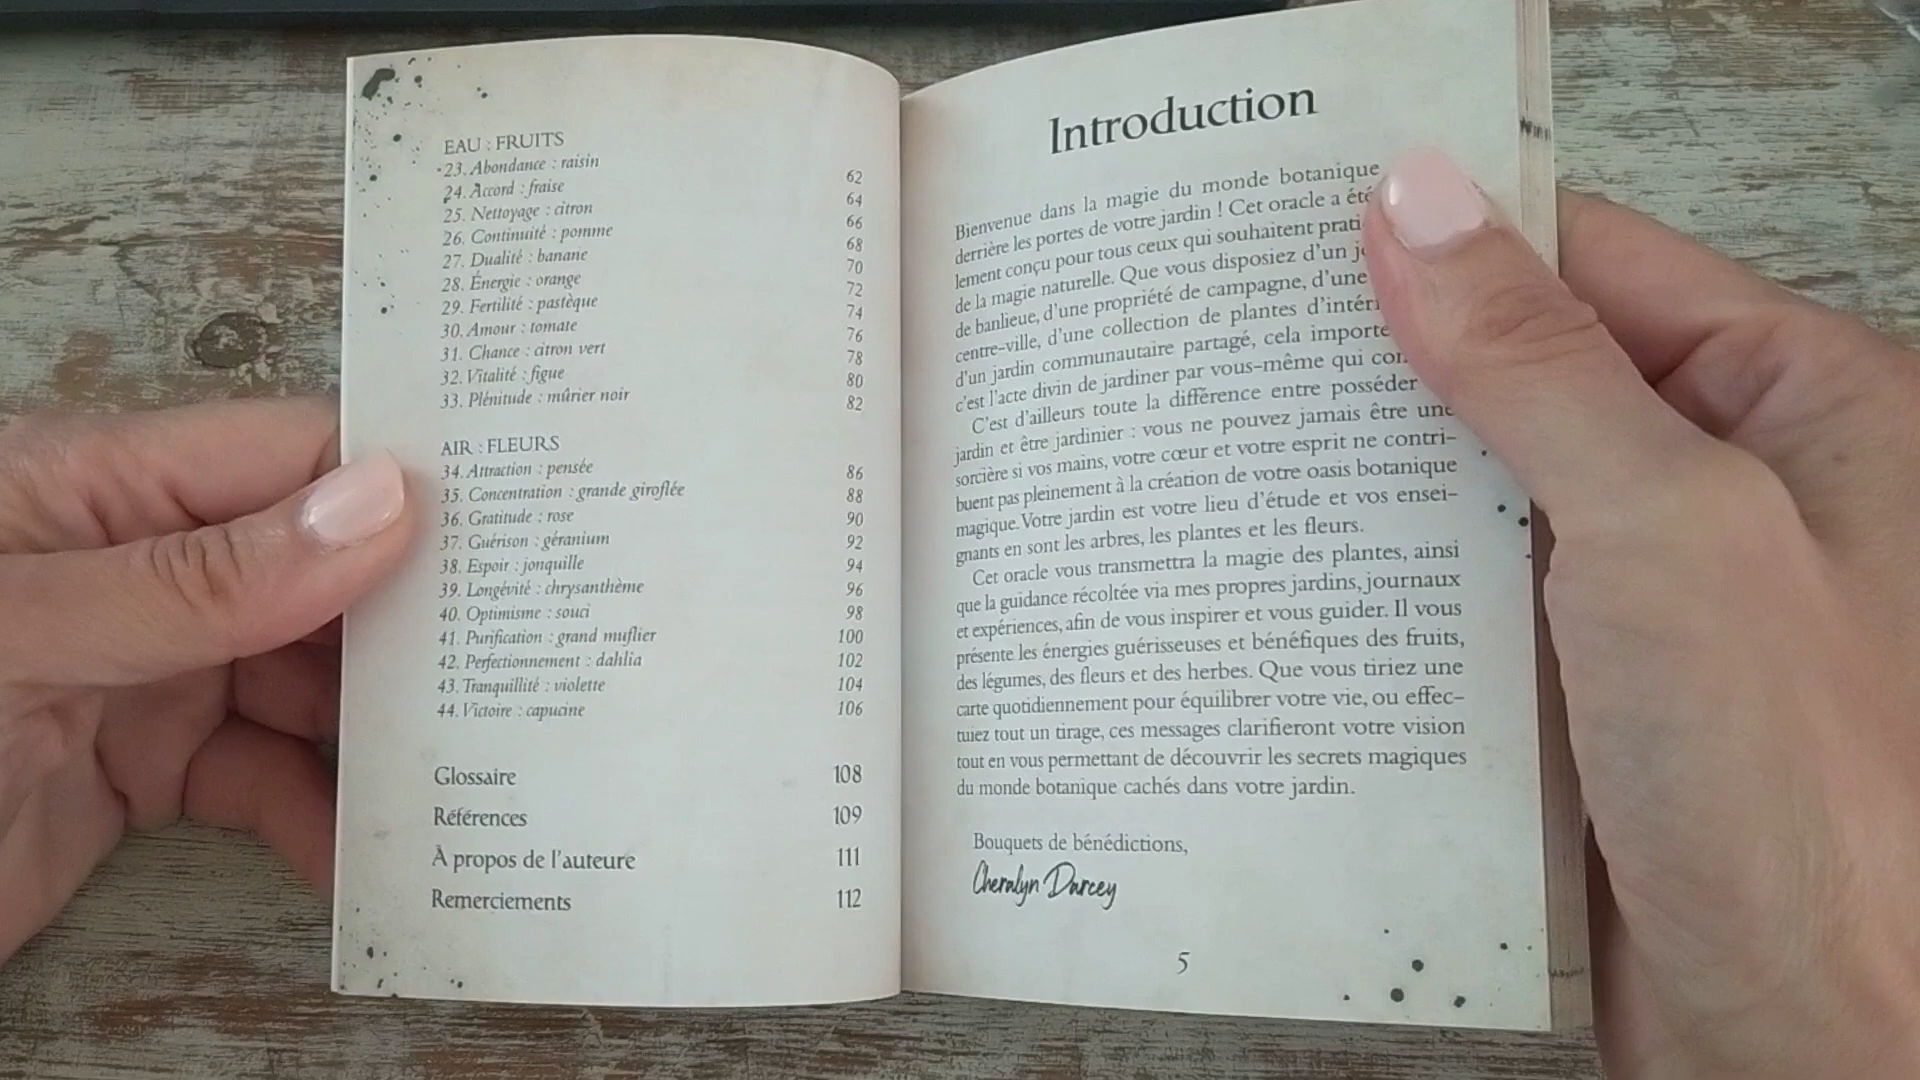 EAU : FRUITS
23. Abondance : raisin 62
24. Accord : fraise 64
25. Nettoyage : citron 66
26. Continuité : pomme 68
27. Dualité : banane 70
28. Énergie : orange 72
29. Fertilité : pastèque 74
30. Amour : tomate 76
31. Chance : citron vert 78
32. Vitalité : figue 80
33. Plénitude : mûrier noir 82
AIR : FLEURS
34. Attraction : pensée 86
35. Concentration : grande giroflée 88
36. Gratitude : rose 90
37. Guérison : géranium 92
38. Espoir : jonquille 94
39. Longévité : chrysanthème 96
40. Optimisme : souci 98
41. Purification : grand muflier 100
42. Perfectionnement : dahlia 102
43. Tranquillité : violette 104
44. Victoire : capucine 106
Glossaire 108
Références 109
À propos de l'auteure 111
Remerciements 112
Introduction
Bienvenue dans la magie du monde botanique
derrière les portes de votre jardin ! Cet oracle a été
lement conçu pour tous ceux qui souhaitent prati
de la magie naturelle. Que vous disposiez d'un
de banlieue, d'une propriété de campagne, d'une
centre-ville, d'une collection de plantes
d'un jardin communautaire partagé, cela importe
c'est l'acte divin de jardiner par vous-même qui
C'est d'ailleurs toute la différence entre posséder
jardin et être jardinier : vous ne pouvez jamais être une
sorcière si vos mains, votre cœur et votre esprit ne contri-
buent pas pleinement à la création de votre oasis botanique
magique. Votre jardin est votre lieu d'étude et vos ensei-
gnants en sont les arbres, les plantes et les fleurs.
Cet oracle vous transmettra la magie des plantes, ainsi
que la guidance récoltée via mes propres jardins, journaux
et expériences, afin de vous inspirer et vous guider. Il vous
présente les énergies guérisseuses et bénéfiques des fruits,
des légumes, des fleurs et des herbes. Que vous tiriez une
carte quotidiennement pour équilibrer votre vie, ou effec-
tuiez tout un tirage, ces messages clarifieront votre vision
tout en vous permettant de découvrir les secrets magiques
du monde botanique cachés dans votre jardin.
Bouquets de bénédictions,
Cheralyn Darcey
5